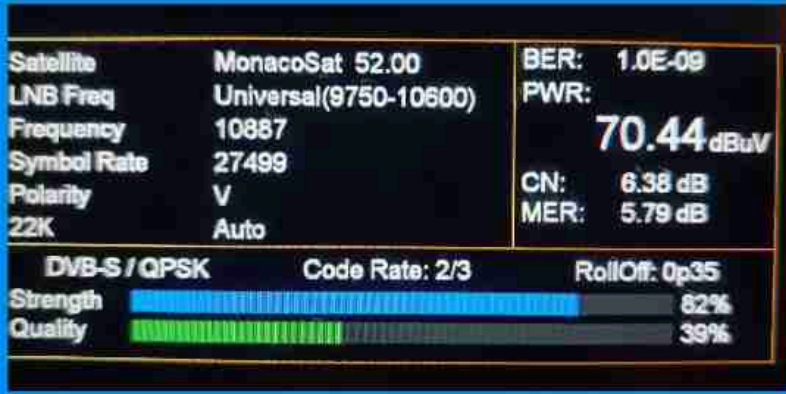 Satellite MonacoSat 52.00
LNB Freq Universal(9750-10600)
Frequency 10887
Symbol Rate 27499
Polarity V
22K Auto
BER: 1.0E-09
PWR:
70.44 dBuV
CN: 6.38 dB
MER: 5.79 dB
DVB-S / QPSK Code Rate: 2/3 RollOff: 0p35
Strength 82%
Quality 39%